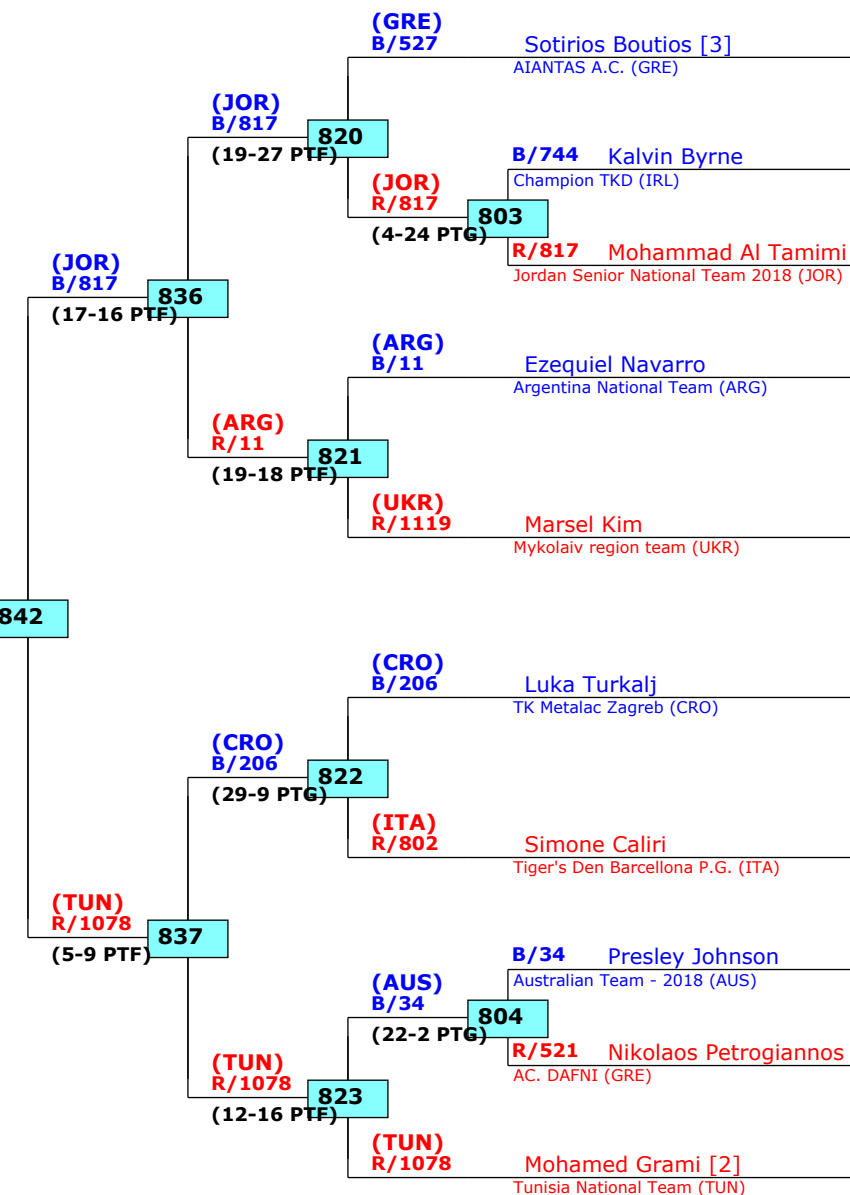 (GRE)
B/527
Sotirios Boutios [3]
AIANTAS A.C. (GRE)
(JOR)
B/817
820
(19-27 PTF)
B/744 Kalvin Byrne
Champion TKD (IRL)
(JOR)
R/817
803
(4-24 PTG)
R/817 Mohammad Al Tamimi
Jordan Senior National Team 2018 (JOR)
(JOR)
B/817
836
(17-16 PTF)
(ARG)
B/11
Ezequiel Navarro
Argentina National Team (ARG)
(ARG)
R/11
821
(19-18 PTF)
(UKR)
R/1119
Marsel Kim
Mykolaiv region team (UKR)
842
(CRO)
B/206
Luka Turkalj
TK Metalac Zagreb (CRO)
(CRO)
B/206
822
(29-9 PTG)
(ITA)
R/802
Simone Caliri
Tiger's Den Barcellona P.G. (ITA)
(TUN)
R/1078
837
(5-9 PTF)
B/34 Presley Johnson
Australian Team - 2018 (AUS)
(AUS)
B/34
804
(22-2 PTG)
R/521 Nikolaos Petrogiannos
AC. DAFNI (GRE)
(TUN)
R/1078
823
(12-16 PTF)
(TUN)
R/1078
Mohamed Grami [2]
Tunisia National Team (TUN)